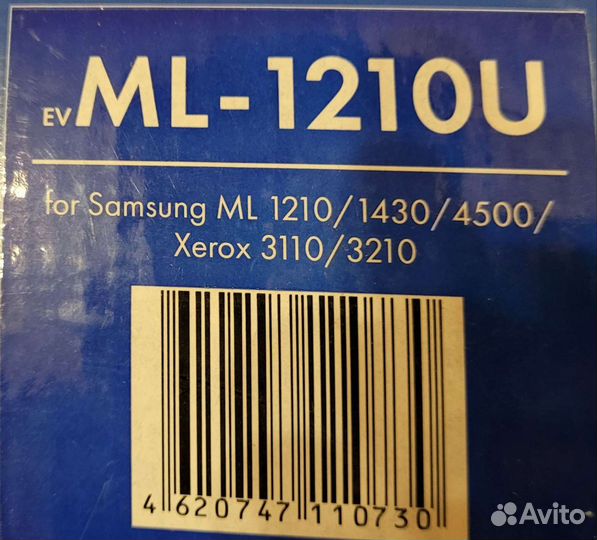 EV ML-1210U
for Samsung ML 1210/1430/4500/
Xerox 3110/3210
4 620747 110730
Avito